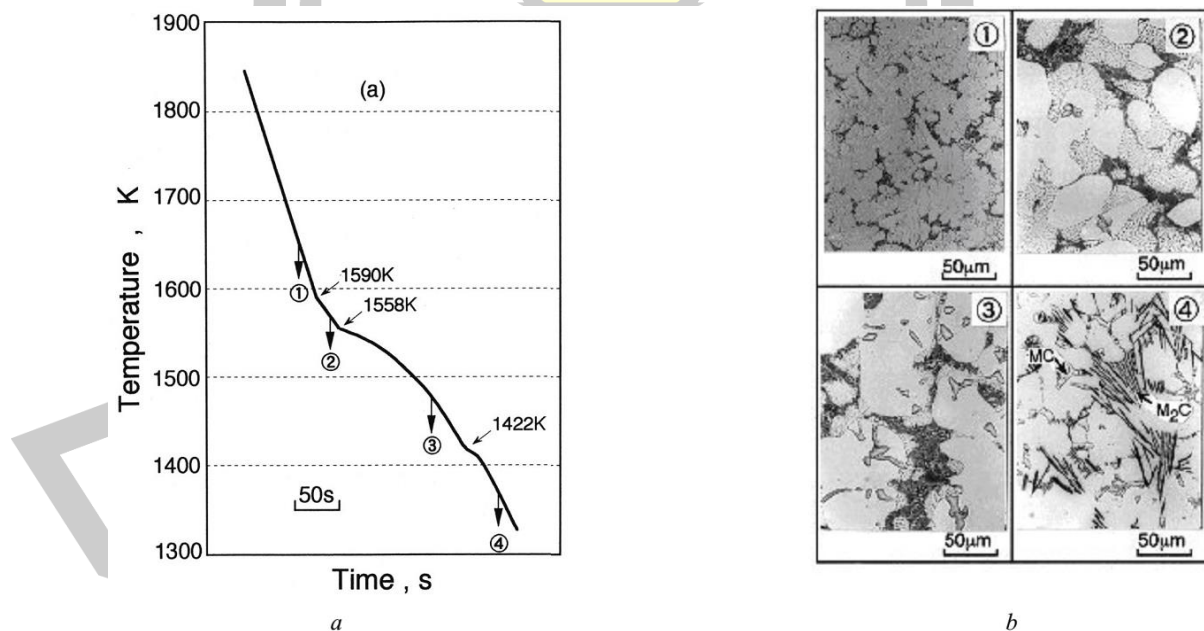 (a)
Temperature , K
1900
1800
1700
1600
1500
1400
1300
1590K
1558K
1422K
①
②
③
④
50s
Time , s
a
①
50μm
②
50μm
③
50μm
④
MC
M₂C
50μm
b